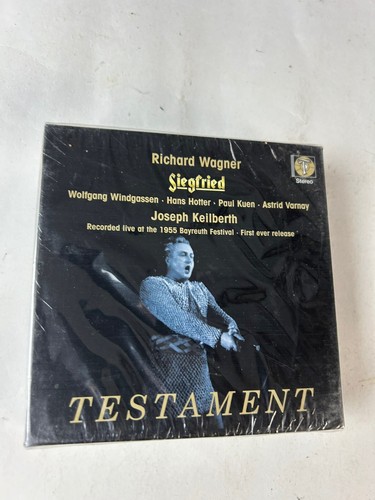 Richard Wagner
Siegfried
Stereo
Wolfgang Windgassen · Hans Hotter · Paul Kuen · Astrid Varnay
Joseph Keilberth
Recorded live at the 1955 Bayreuth Festival · First ever release
TESTAMENT